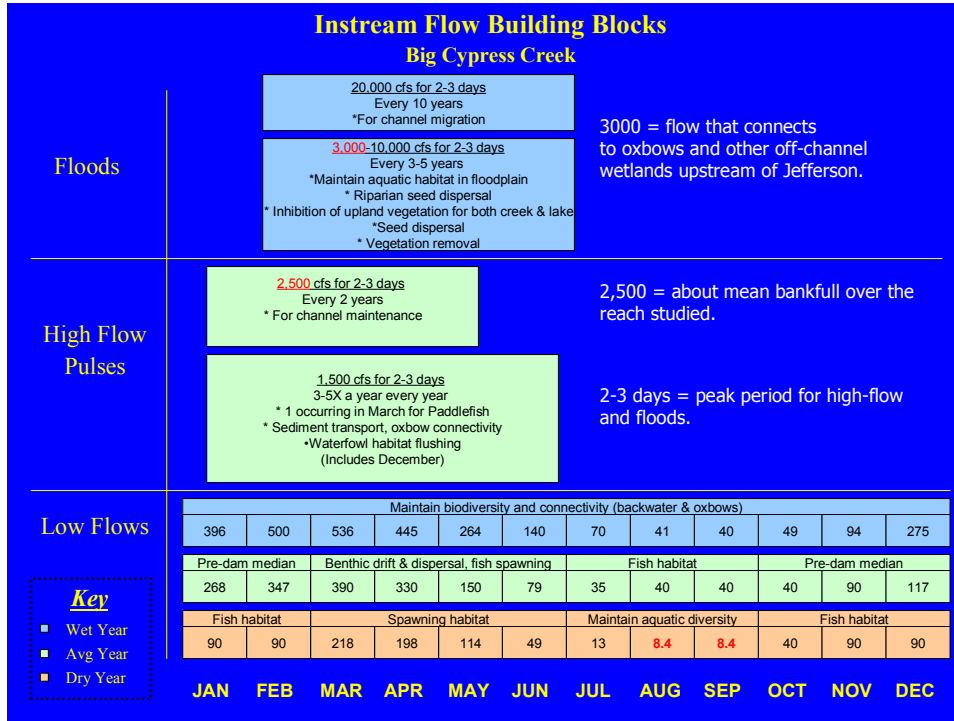 Instream Flow Building Blocks
Big Cypress Creek
Floods
20,000 cfs for 2-3 days
Every 10 years
*For channel migration
3,000-10,000 cfs for 2-3 days
Every 3-5 years
*Maintain aquatic habitat in floodplain
* Riparian seed dispersal
* Inhibition of upland vegetation for both creek & lake
*Seed dispersal
* Vegetation removal
3000 = flow that connects
to oxbows and other off-channel
wetlands upstream of Jefferson.
High Flow
Pulses
2,500 cfs for 2-3 days
Every 2 years
* For channel maintenance
2,500 = about mean bankfull over the
reach studied.
1,500 cfs for 2-3 days
3-5X a year every year
* 1 occurring in March for Paddlefish
* Sediment transport, oxbow connectivity
•Waterfowl habitat flushing
(Includes December)
2-3 days = peak period for high-flow
and floods.
Low Flows
Maintain biodiversity and connectivity (backwater & oxbows)
396 500 536 445 264 140 70 41 40 49 94 275
Pre-dam median Benthic drift & dispersal, fish spawning Fish habitat Pre-dam median
268 347 390 330 150 79 35 40 40 40 90 117
Fish habitat Spawning habitat Maintain aquatic diversity Fish habitat
90 90 218 198 114 49 13 8.4 8.4 40 90 90
JAN FEB MAR APR MAY JUN JUL AUG SEP OCT NOV DEC
Key
Wet Year
Avg Year
Dry Year